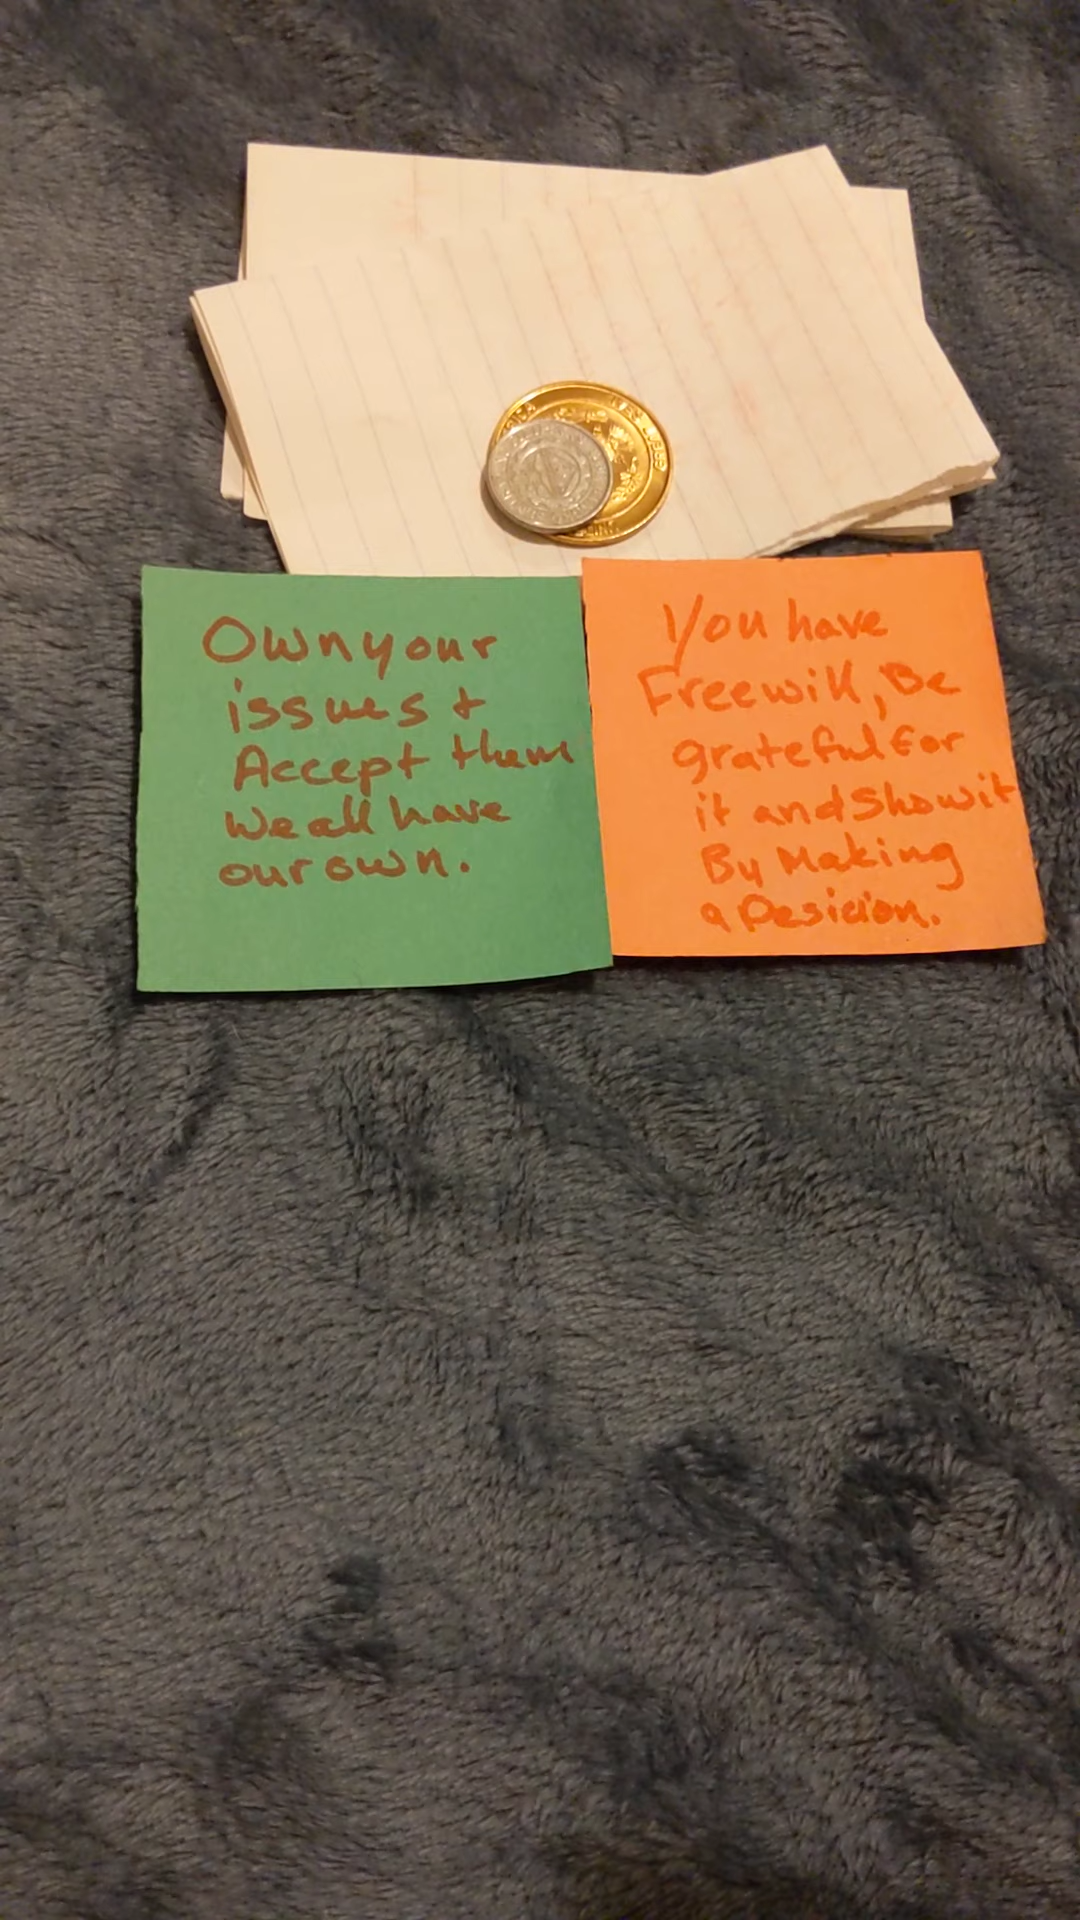 Own your
issues +
Accept them
We all have
our own.
You have
Freewill, Be
grateful for
it and Show it
By Making
a Desicion.